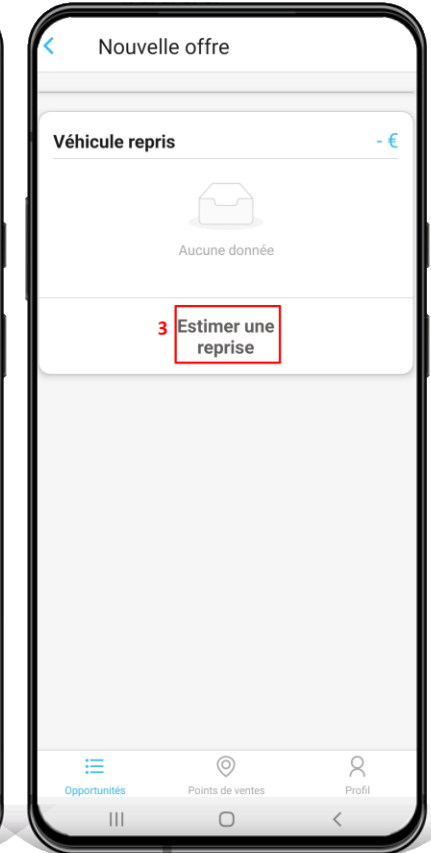 Nouvelle offre
Véhicule repris - €
Aucune donnée
3 Estimer une
reprise
Opportunités Points de ventes Profil